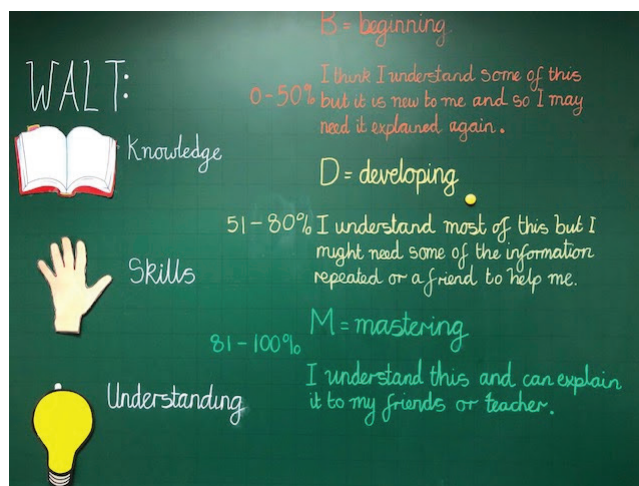 WALT:
Knowledge
Skills
Understanding
B = beginning.
0-50% I think I understand some of this
but it is new to me and so I may
need it explained again.
D = developing
51-80% I understand most of this but I
might need some of the information
repeated or a friend to help me.
M = mastering
81-100%
I understand this and can explain
it to my friends or teacher.